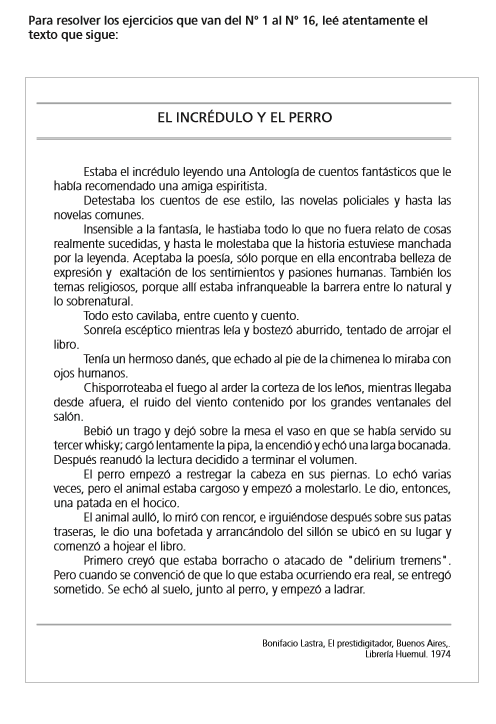 Para resolver los ejercicios que van del N° 1 al N° 16, leé atentamente el
texto que sigue:
EL INCRÉDULO Y EL PERRO
Estaba el incrédulo leyendo una Antología de cuentos fantásticos que le
había recomendado una amiga espiritista.
Detestaba los cuentos de ese estilo, las novelas policiales y hasta las
novelas comunes.
Insensible a la fantasía, le hastiaba todo lo que no fuera relato de cosas
realmente sucedidas, y hasta le molestaba que la historia estuviese manchada
por la leyenda. Aceptaba la poesía, sólo porque en ella encontraba belleza de
expresión y exaltación de los sentimientos y pasiones humanas. También los
temas religiosos, porque allí estaba infranqueable la barrera entre lo natural y
lo sobrenatural.
Todo esto cavilaba, entre cuento y cuento.
Sonreía escéptico mientras leía y bostezó aburrido, tentado de arrojar el
libro.
Tenía un hermoso danés, que echado al pie de la chimenea lo miraba con
ojos humanos.
Chisporroteaba el fuego al arder la corteza de los leños, mientras llegaba
desde afuera, el ruido del viento contenido por los grandes ventanales del
salón.
Bebió un trago y dejó sobre la mesa el vaso en que se había servido su
tercer whisky; cargó lentamente la pipa, la encendió y echó una larga bocanada.
Después reanudó la lectura decidido a terminar el volumen.
El perro empezó a restregar la cabeza en sus piernas. Lo echó varias
veces, pero el animal estaba cargoso y empezó a molestarlo. Le dio, entonces,
una patada en el hocico.
El animal aulló, lo miró con rencor, e irguiéndose después sobre sus patas
traseras, le dio una bofetada y arrancándolo del sillón se ubicó en su lugar y
comenzó a hojear el libro.
Primero creyó que estaba borracho o atacado de "delirium tremens".
Pero cuando se convenció de que lo que estaba ocurriendo era real, se entregó
sometido. Se echó al suelo, junto al perro, y empezó a ladrar.
Bonifacio Lastra, El prestidigitador, Buenos Aires,.
Librería Huemul. 1974